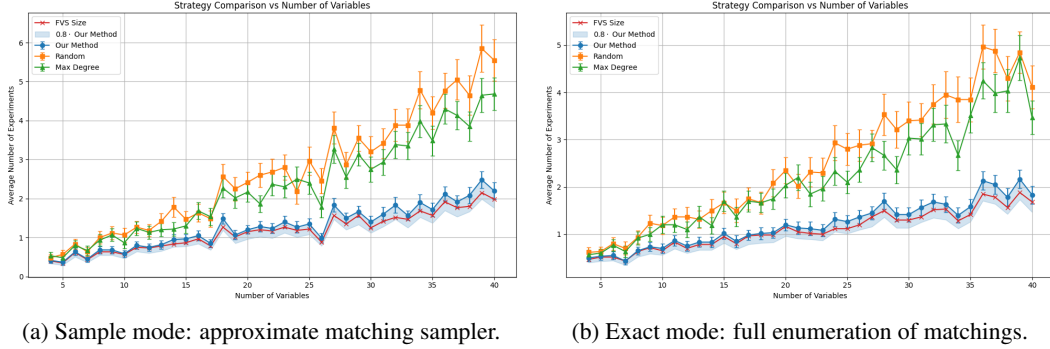 Strategy Comparison vs Number of Variables
FVS Size
0.8 · Our Method
Our Method
Random
Max Degree
Average Number of Experiments
6
5
4
3
2
1
0
5
10
15
20
25
30
35
40
Number of Variables
(a) Sample mode: approximate matching sampler.
Strategy Comparison vs Number of Variables
FVS Size
0.8 · Our Method
Our Method
Random
Max Degree
Average Number of Experiments
5
4
3
2
1
5
10
15
20
25
30
35
40
Number of Variables
(b) Exact mode: full enumeration of matchings.